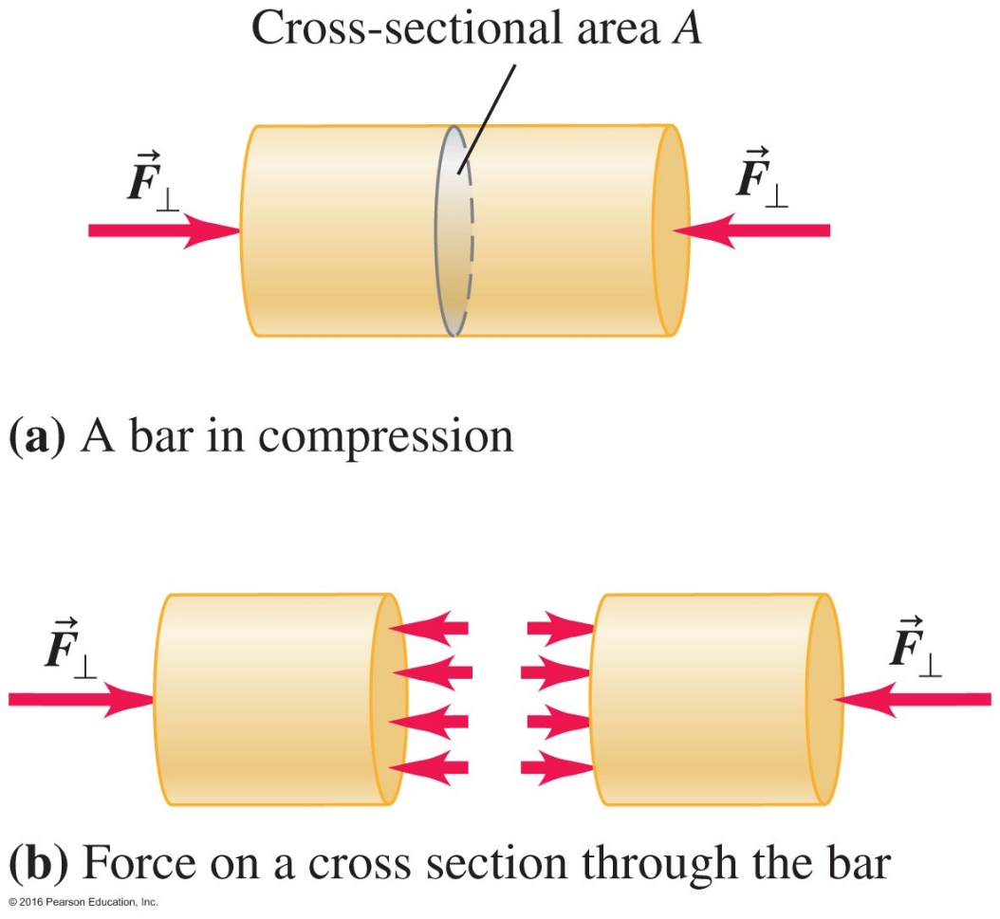 Cross-sectional area A
F⃗⊥ F⃗⊥
(a) A bar in compression
F⃗⊥ F⃗⊥
(b) Force on a cross section through the bar
© 2016 Pearson Education, Inc.